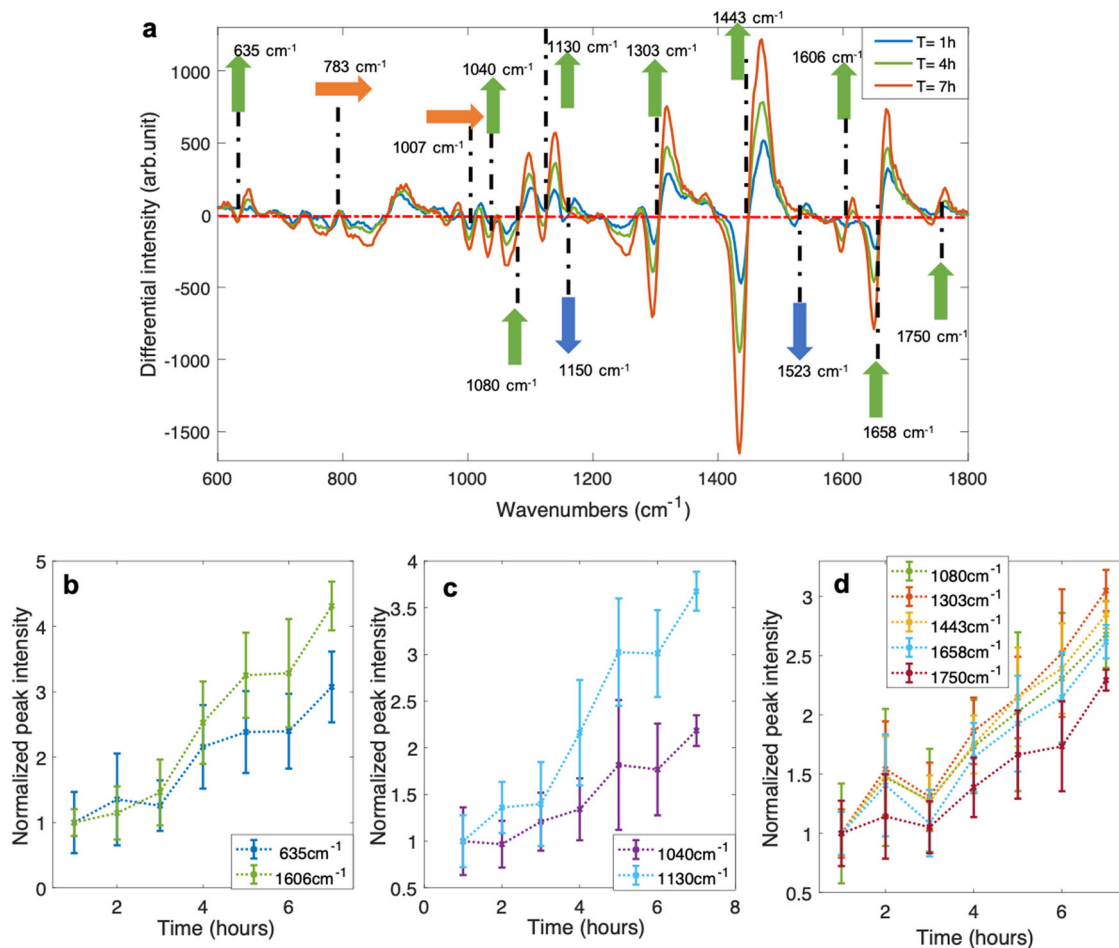 a
1443 cm⁻¹
635 cm⁻¹
783 cm⁻¹
1040 cm⁻¹
1130 cm⁻¹
1303 cm⁻¹
1606 cm⁻¹
T= 1h
T= 4h
T= 7h
1007 cm⁻¹
1080 cm⁻¹
1150 cm⁻¹
1523 cm⁻¹
1750 cm⁻¹
1658 cm⁻¹
Differential intensity (arb.unit)
1000
500
0
-500
-1000
-1500
600 800 1000 1200 1400 1600 1800
Wavenumbers (cm⁻¹)
b
Normalized peak intensity
5
4
3
2
1
0
635cm⁻¹
1606cm⁻¹
2 4 6
Time (hours)
c
Normalized peak intensity
4
3.5
3
2.5
2
1.5
1
0.5
1040cm⁻¹
1130cm⁻¹
0 2 4 6 8
Time (hours)
d
1080cm⁻¹
1303cm⁻¹
1443cm⁻¹
1658cm⁻¹
1750cm⁻¹
Normalized peak intensity
3
2.5
2
1.5
1
0.5
2 4 6
Time (hours)